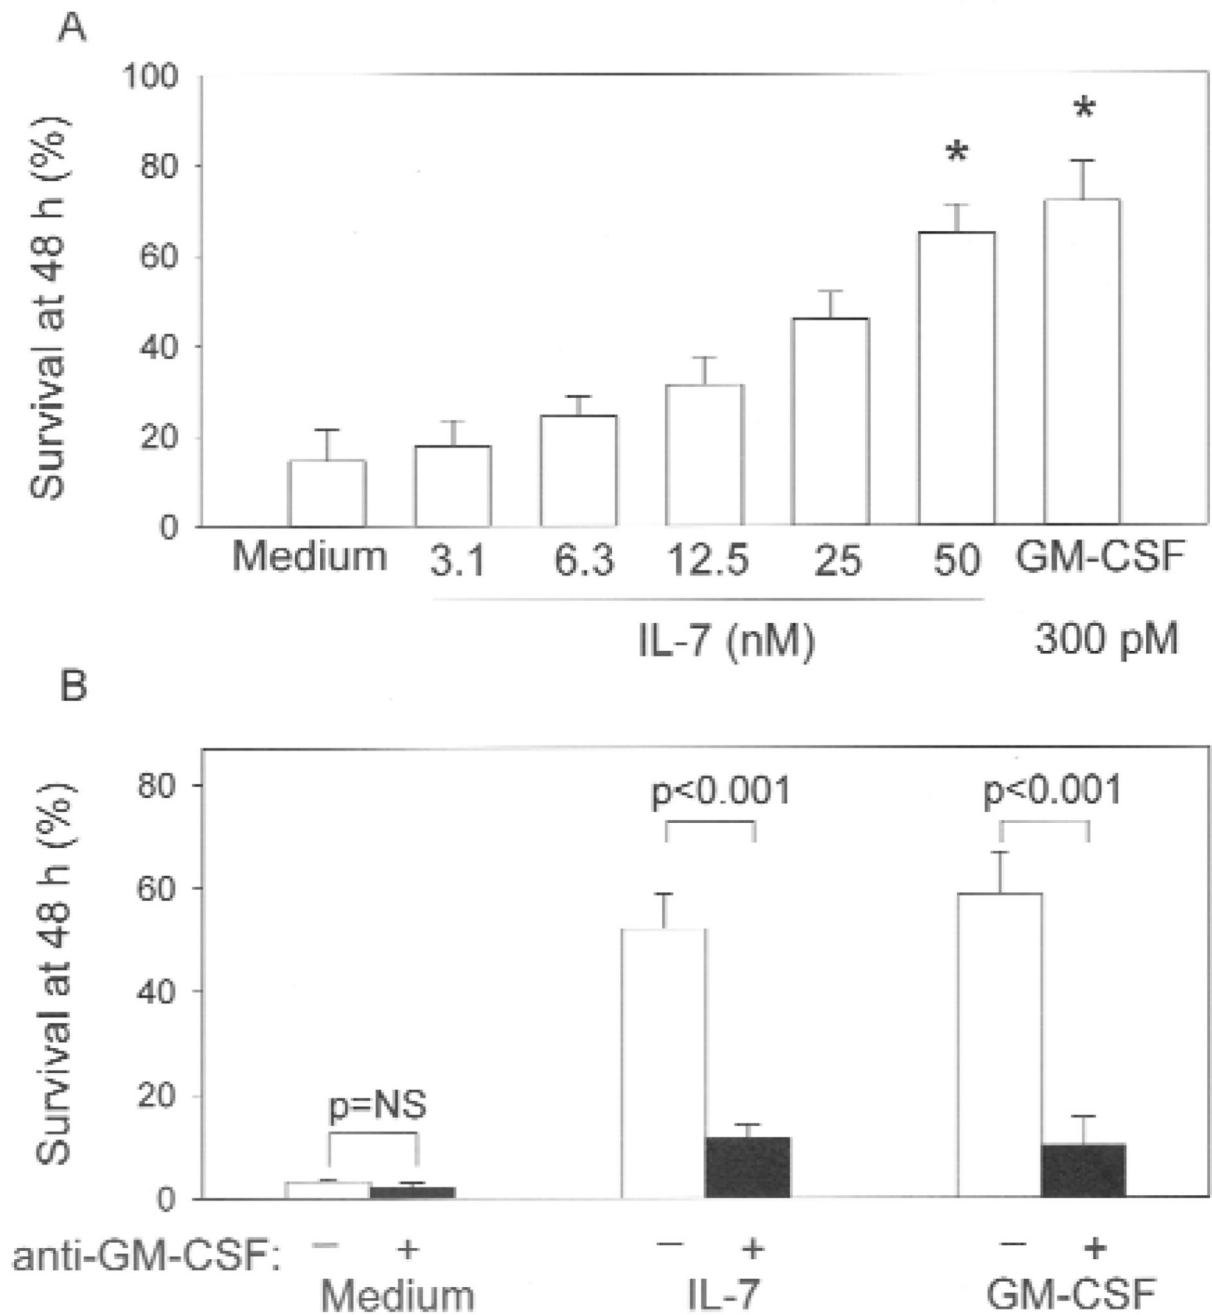 A
100
80
60
40
20
0
Survival at 48 h (%)
*
*
Medium 3.1 6.3 12.5 25 50 GM-CSF
IL-7 (nM) 300 pM
B
80
60
40
20
0
Survival at 48 h (%)
p=NS
p<0.001
p<0.001
anti-GM-CSF: – + – + – +
Medium IL-7 GM-CSF